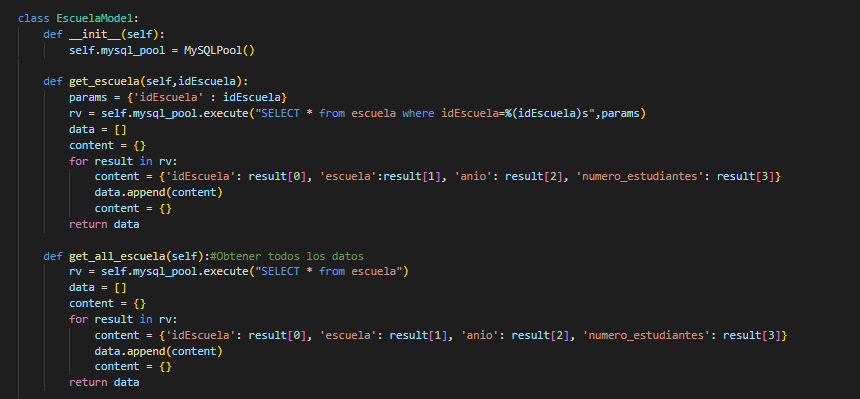 class EscuelaModel:
    def __init__(self):
        self.mysql_pool = MySQLPool()

    def get_escuela(self,idEscuela):
        params = {'idEscuela' : idEscuela}
        rv = self.mysql_pool.execute("SELECT * from escuela where idEscuela=%(idEscuela)s",params)
        data = []
        content = {}
        for result in rv:
            content = {'idEscuela': result[0], 'escuela':result[1], 'anio': result[2], 'numero_estudiantes': result[3]}
            data.append(content)
            content = {}
        return data

    def get_all_escuela(self):#Obtener todos los datos
        rv = self.mysql_pool.execute("SELECT * from escuela")
        data = []
        content = {}
        for result in rv:
            content = {'idEscuela': result[0], 'escuela': result[1], 'anio': result[2], 'numero_estudiantes': result[3]}
            data.append(content)
            content = {}
        return data